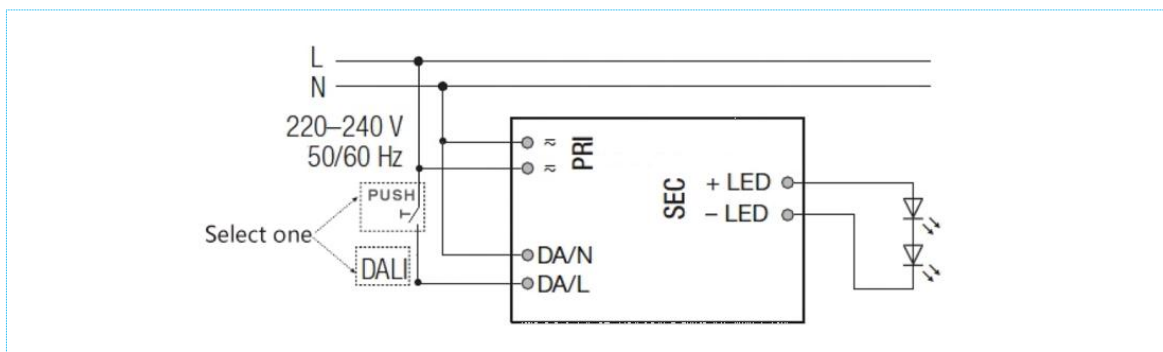 L
N
220–240 V
50/60 Hz
PUSH
Select one
DALI
≂ PRI
≂
SEC
+ LED
– LED
DA/N
DA/L